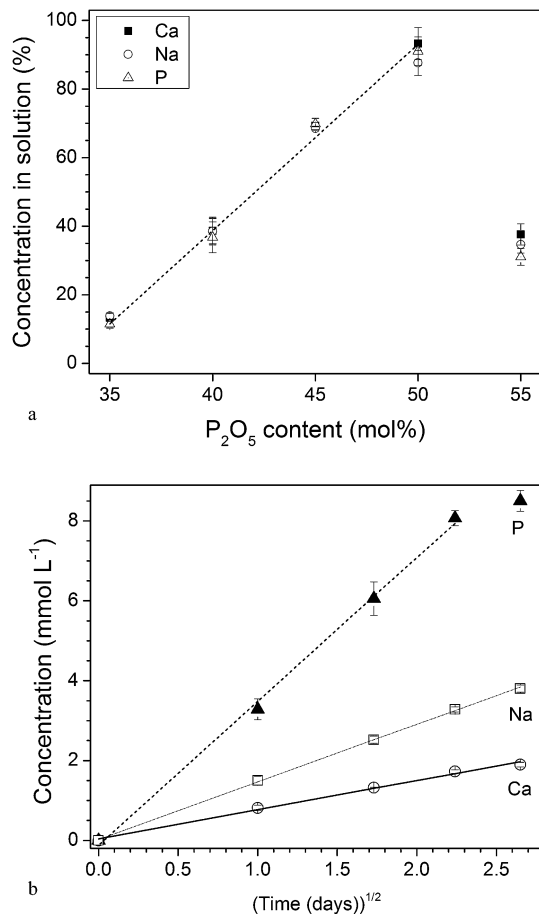 Ca
Na
P
Concentration in solution (%)
100
80
60
40
20
0
35 40 45 50 55
P₂O₅ content (mol%)
a
Concentration (mmol L⁻¹)
8
6
4
2
0
P
Na
Ca
0.0 0.5 1.0 1.5 2.0 2.5
(Time (days))¹/²
b